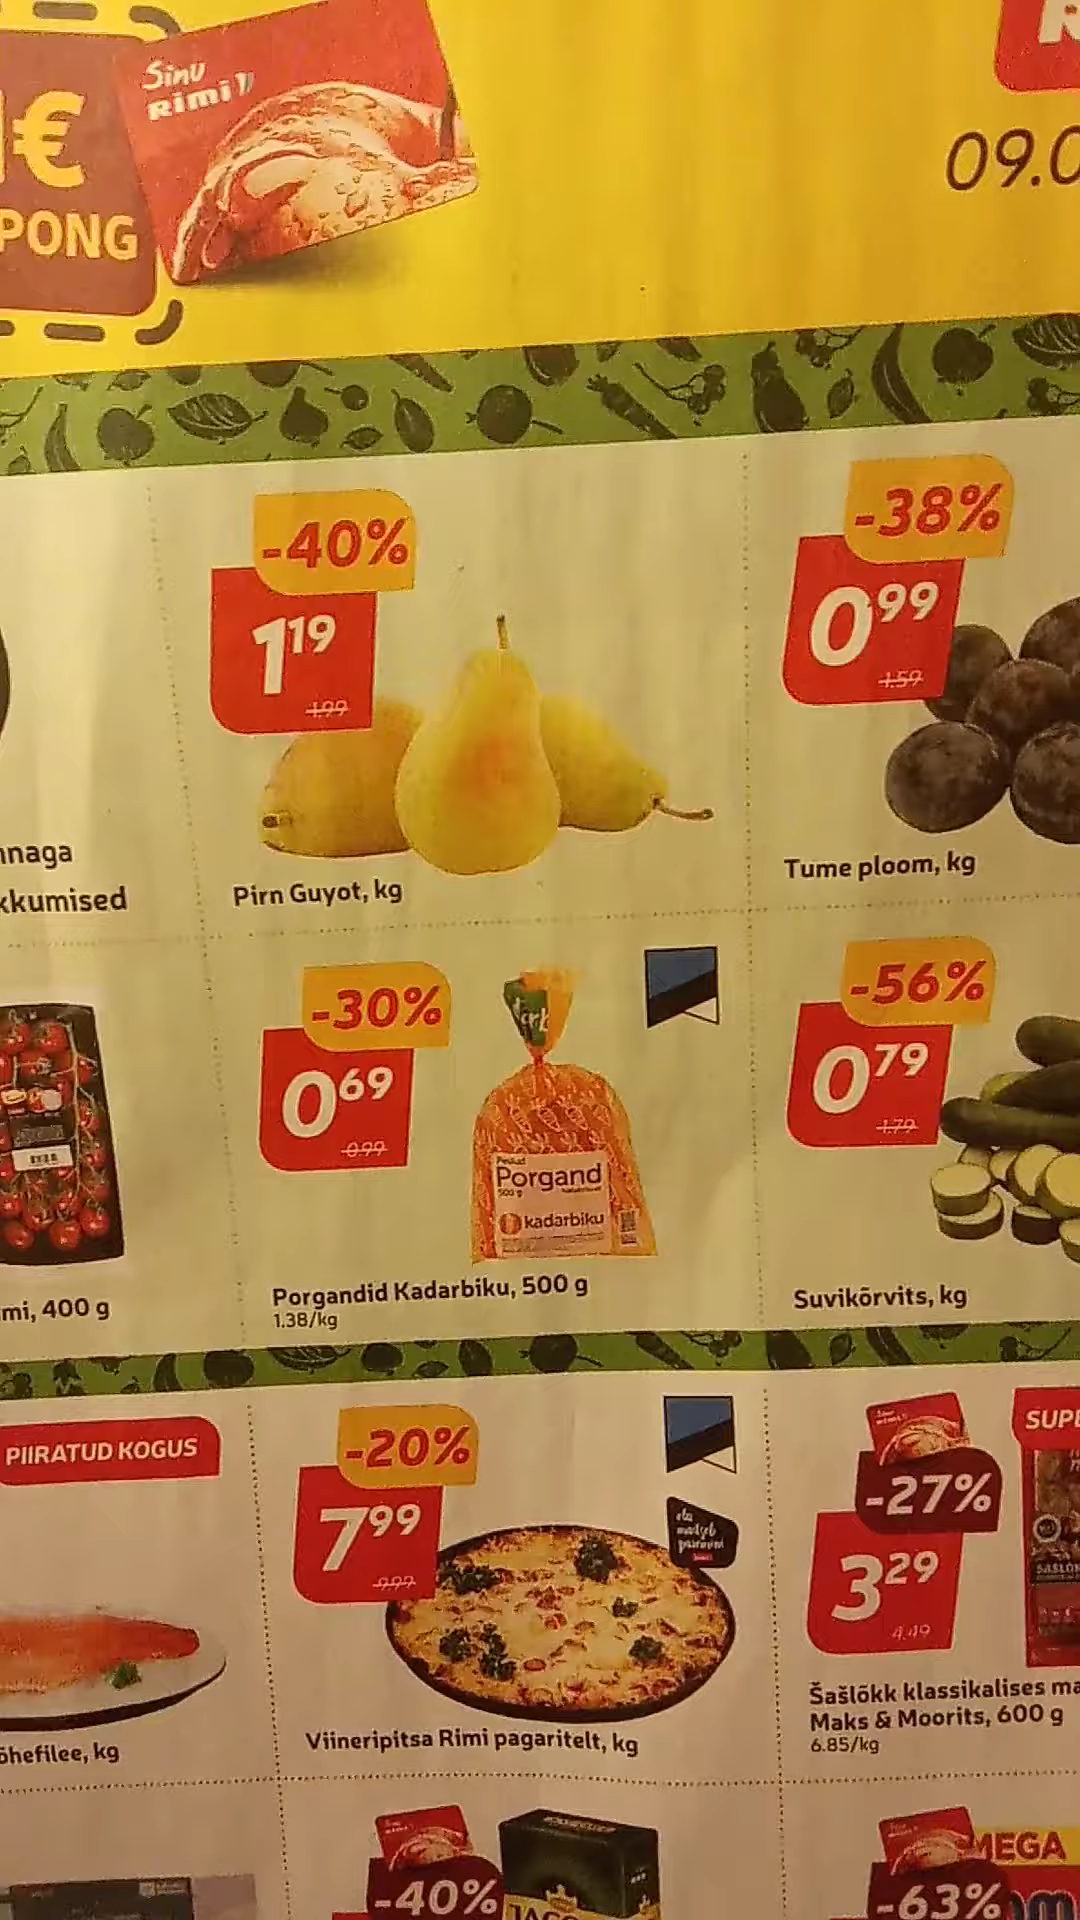 Sinu
Rimi
€
PONG
09.0
-40%
1 19
1.99
-38%
0 99
1.59
nnaga
kkumised
Pirn Guyot, kg
Tume ploom, kg
-30%
0 69
0.99
Porgand
500 g
kadarbiku
-56%
0 79
1.79
mi, 400 g
Porgandid Kadarbiku, 500 g
1.38/kg
Suvikõrvits, kg
PIIRATUD KOGUS
-20%
7 99
9.99
-27%
3 29
4.49
SUPE
õhefilee, kg
Viineripitsa Rimi pagaritelt, kg
Šašlõkk klassikalises ma
Maks & Moorits, 600 g
6.85/kg
-40%
JACO
MEGA
-63%